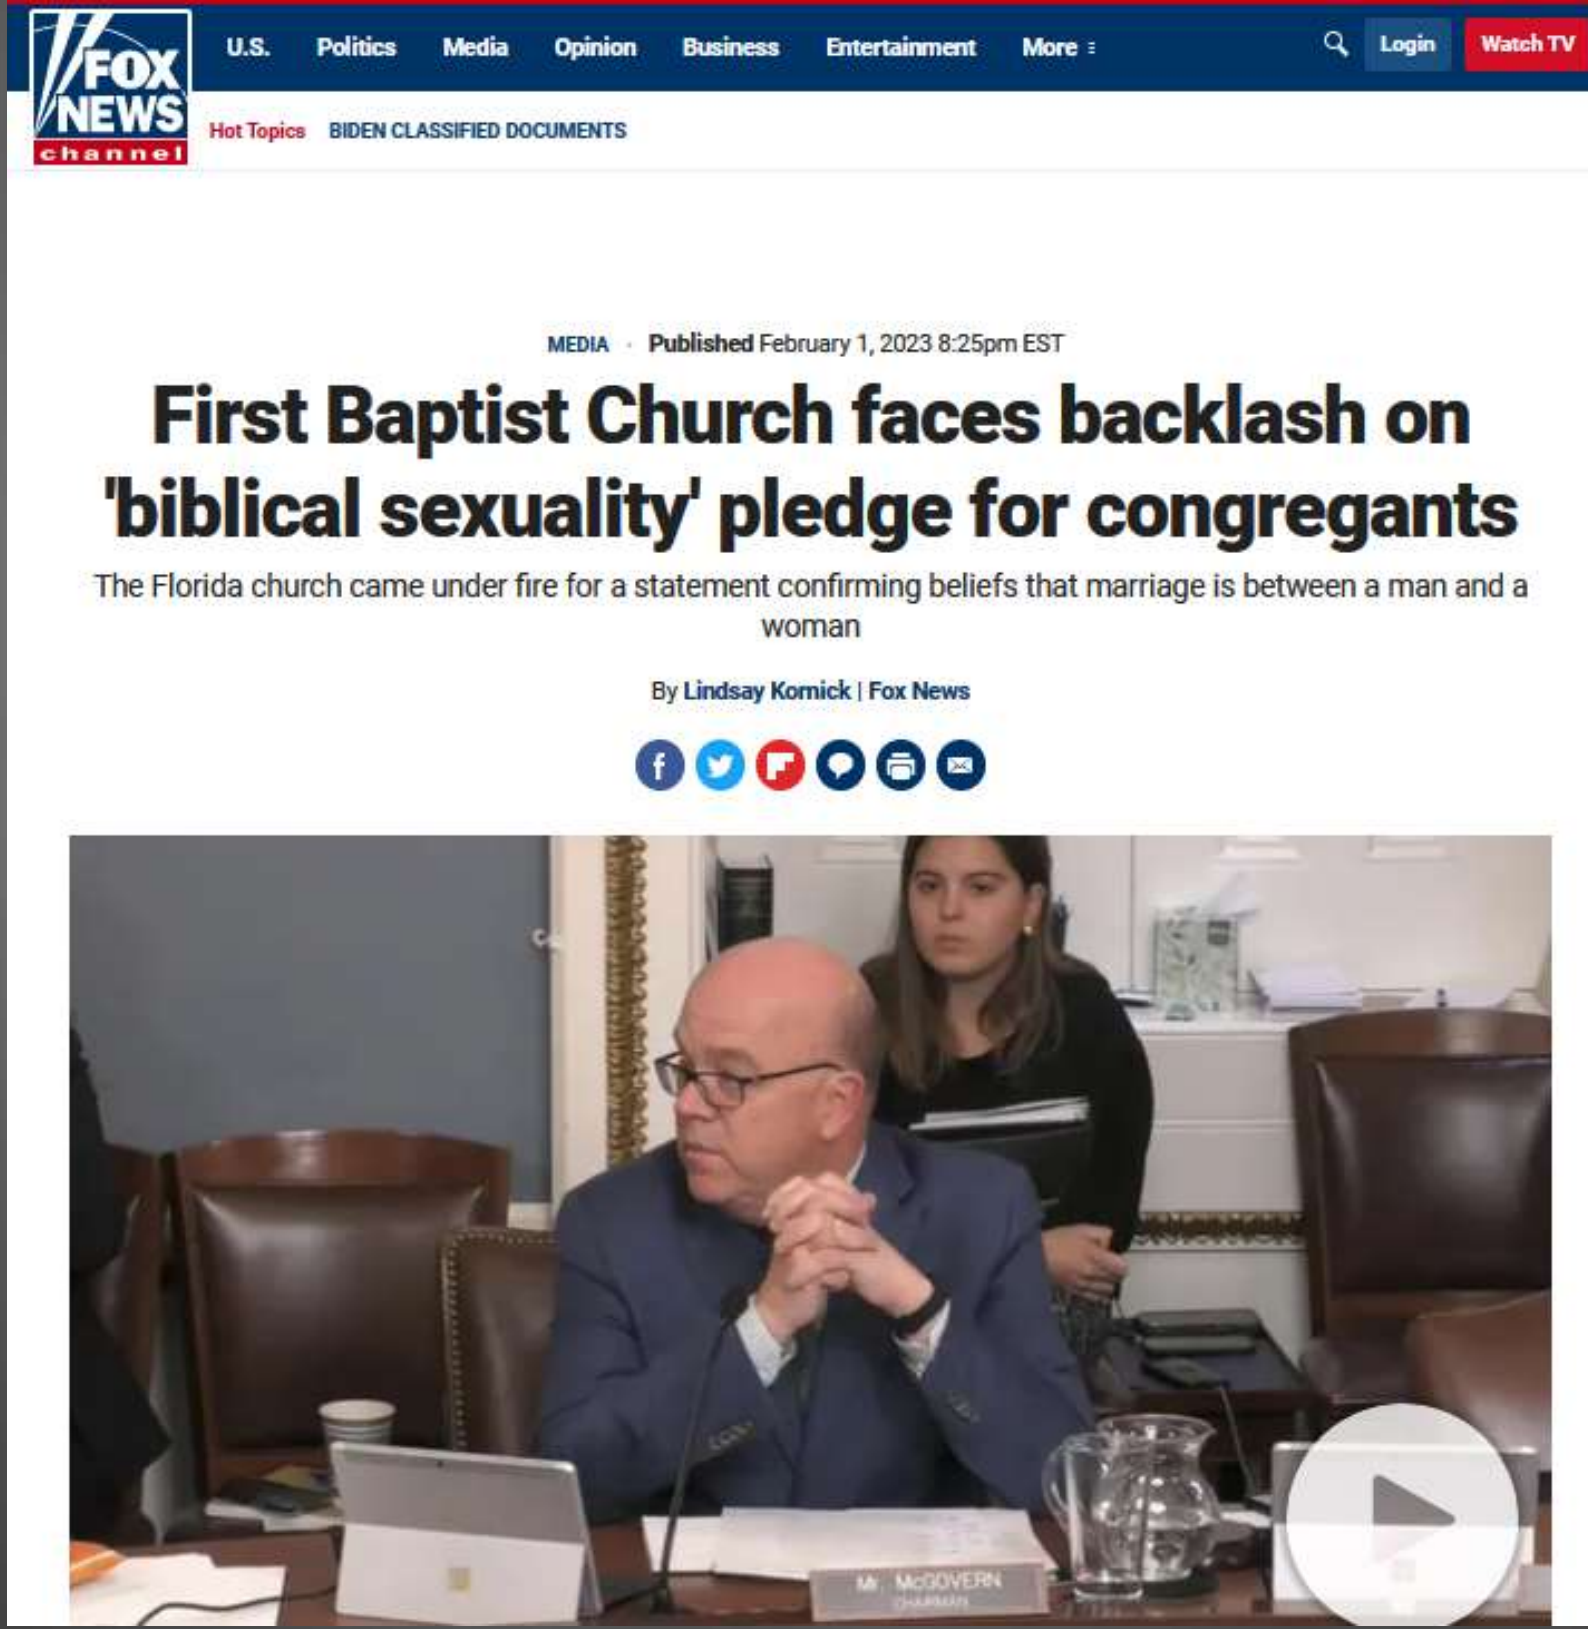 FOX
NEWS
channel
U.S. Politics Media Opinion Business Entertainment More Login Watch TV
Hot Topics BIDEN CLASSIFIED DOCUMENTS
MEDIA · Published February 1, 2023 8:25pm EST
First Baptist Church faces backlash on
'biblical sexuality' pledge for congregants
The Florida church came under fire for a statement confirming beliefs that marriage is between a man and a
woman
By Lindsay Kornick | Fox News
Mr. McGOVERN
CHAIRMAN